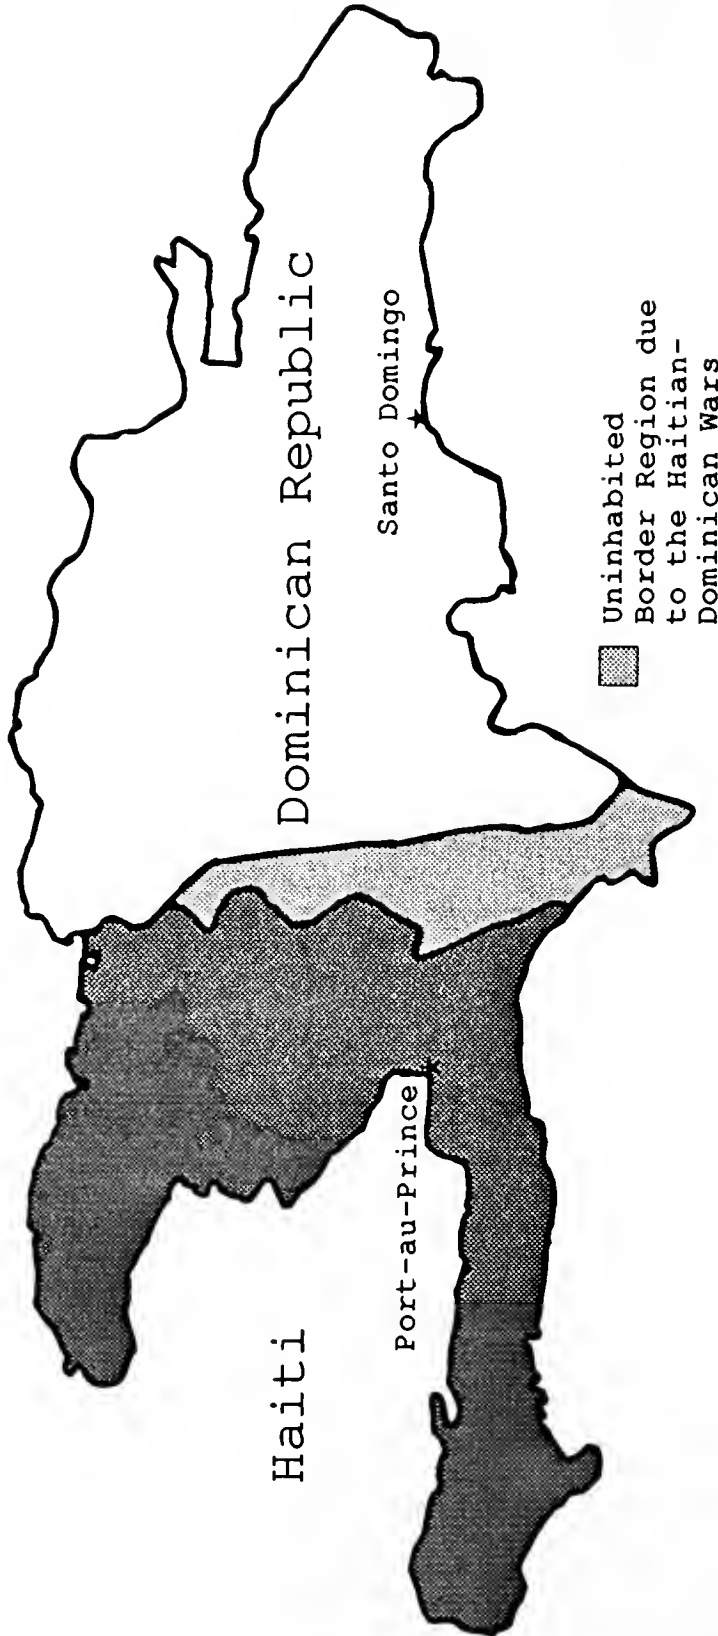 Haiti
Dominican Republic
Port-au-Prince
Santo Domingo
Uninhabited
Border Region due
to the Haitian-
Dominican Wars